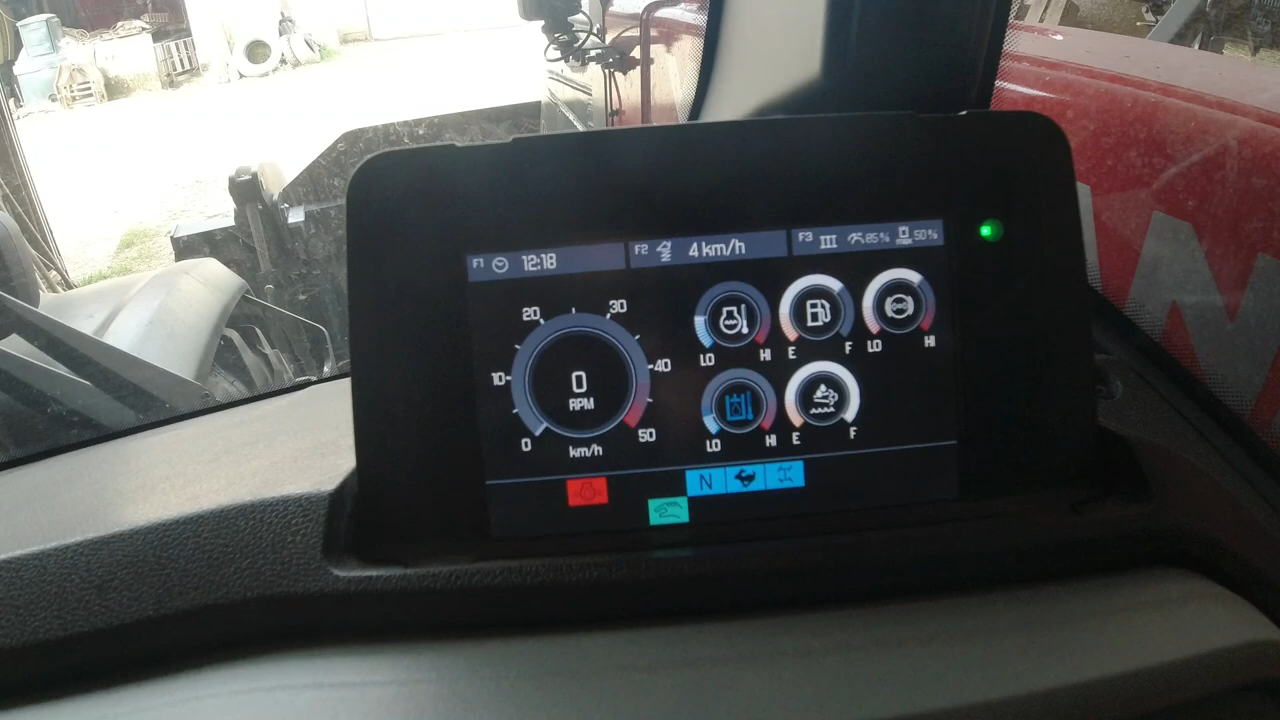 F1 12:18
F2 4 km/h
F3 III 85% max 50%
20 30
10 40
0 RPM
0 50
km/h
LO HI
E F
LO HI
LO HI
E F
N